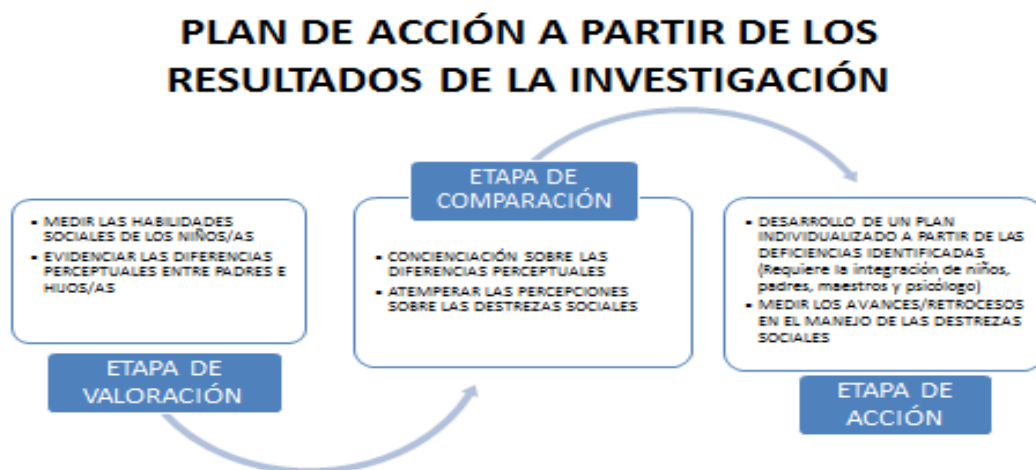 PLAN DE ACCIÓN A PARTIR DE LOS
RESULTADOS DE LA INVESTIGACIÓN
▪ MEDIR LAS HABILIDADES
SOCIALES DE LOS NIÑOS/AS
▪ EVIDENCIAR LAS DIFERENCIAS
PERCEPTUALES ENTRE PADRES E
HIJOS/AS
ETAPA DE
VALORACIÓN
ETAPA DE
COMPARACIÓN
▪ CONCIENCIACIÓN SOBRE LAS
DIFERENCIAS PERCEPTUALES
▪ ATEMPERAR LAS PERCEPCIONES
SOBRE LAS DESTREZAS SOCIALES
▪ DESARROLLO DE UN PLAN
INDIVIDUALIZADO A PARTIR DE LAS
DEFICIENCIAS IDENTIFICADAS
(Requiere la integración de niños,
padres, maestros y psicólogo)
▪ MEDIR LOS AVANCES/RETROCESOS
EN EL MANEJO DE LAS DESTREZAS
SOCIALES
ETAPA DE
ACCIÓN